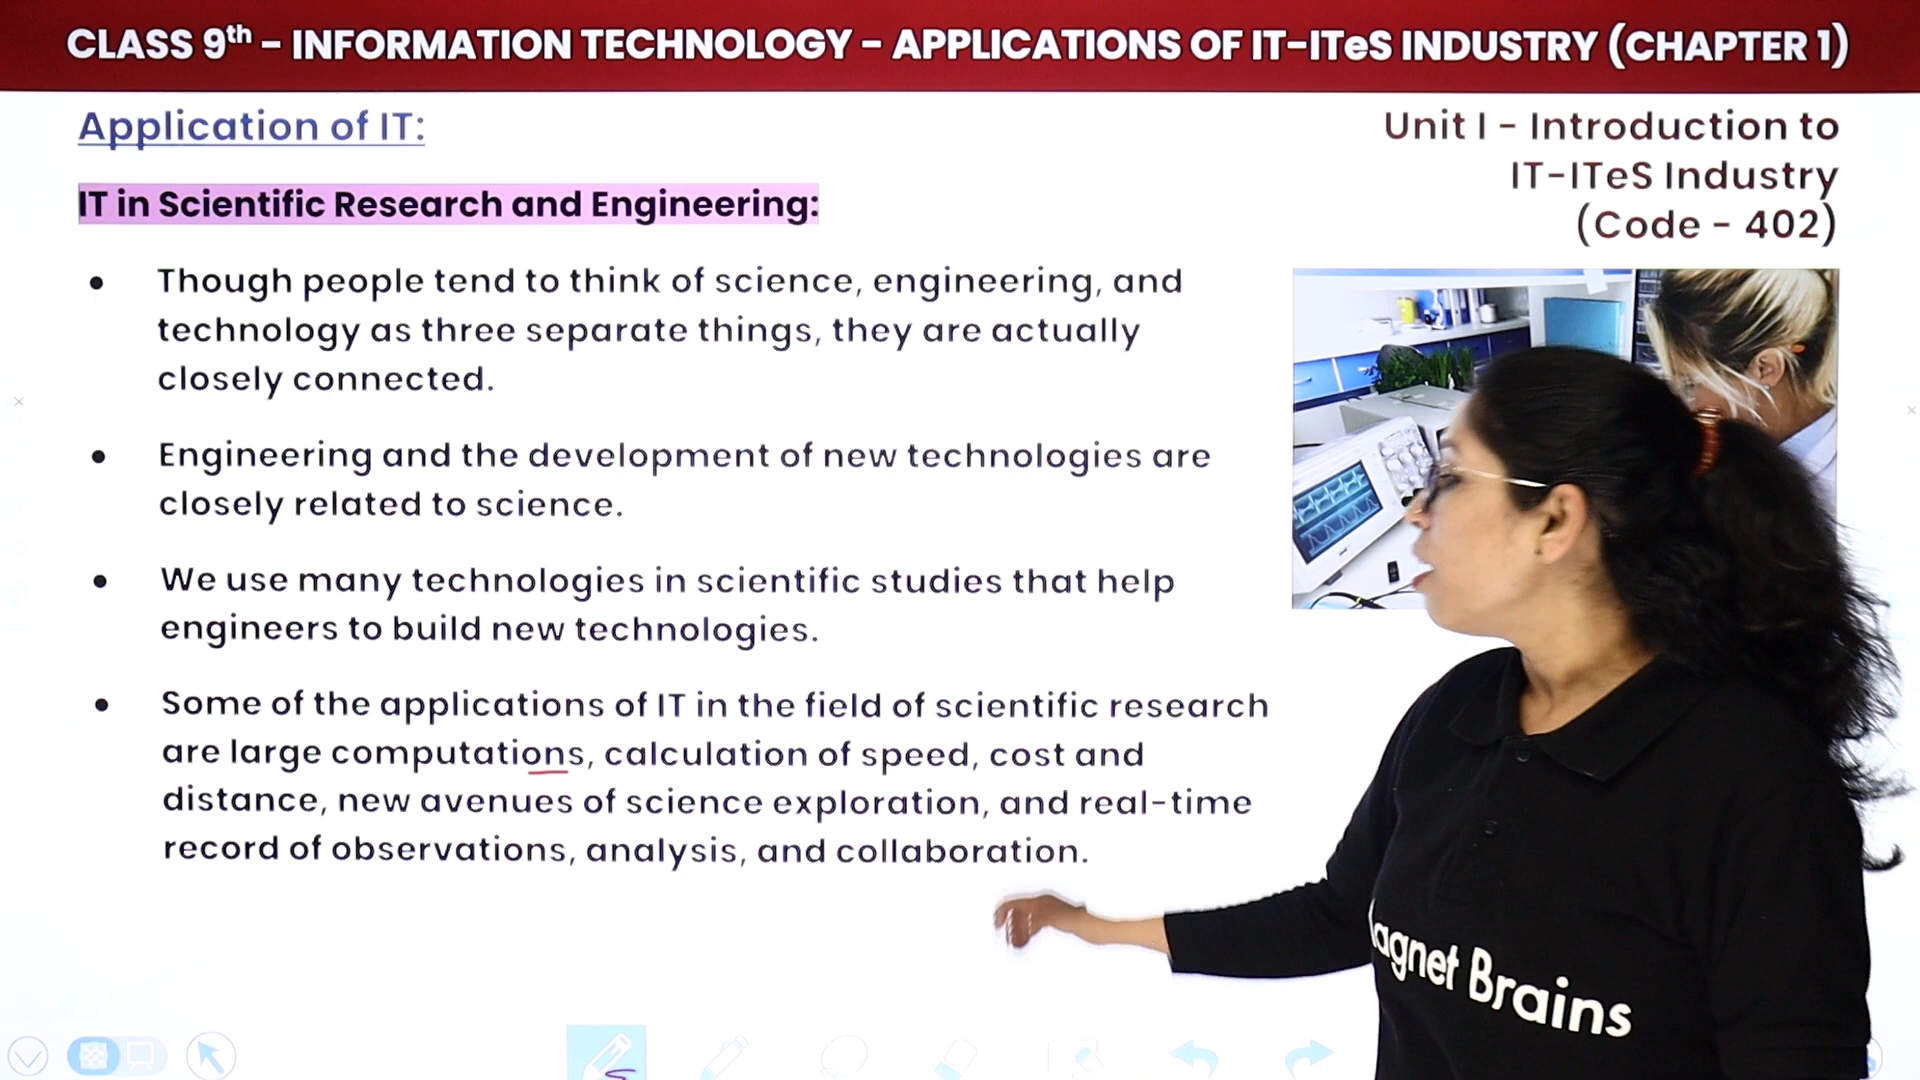 CLASS 9th – INFORMATION TECHNOLOGY – APPLICATIONS OF IT-ITeS INDUSTRY (CHAPTER 1)
Application of IT:
Unit I - Introduction to
IT-ITeS Industry
(Code - 402)
IT in Scientific Research and Engineering:
• Though people tend to think of science, engineering, and
technology as three separate things, they are actually
closely connected.
• Engineering and the development of new technologies are
closely related to science.
• We use many technologies in scientific studies that help
engineers to build new technologies.
• Some of the applications of IT in the field of scientific research
are large computations, calculation of speed, cost and
distance, new avenues of science exploration, and real-time
record of observations, analysis, and collaboration.
agnet Brains